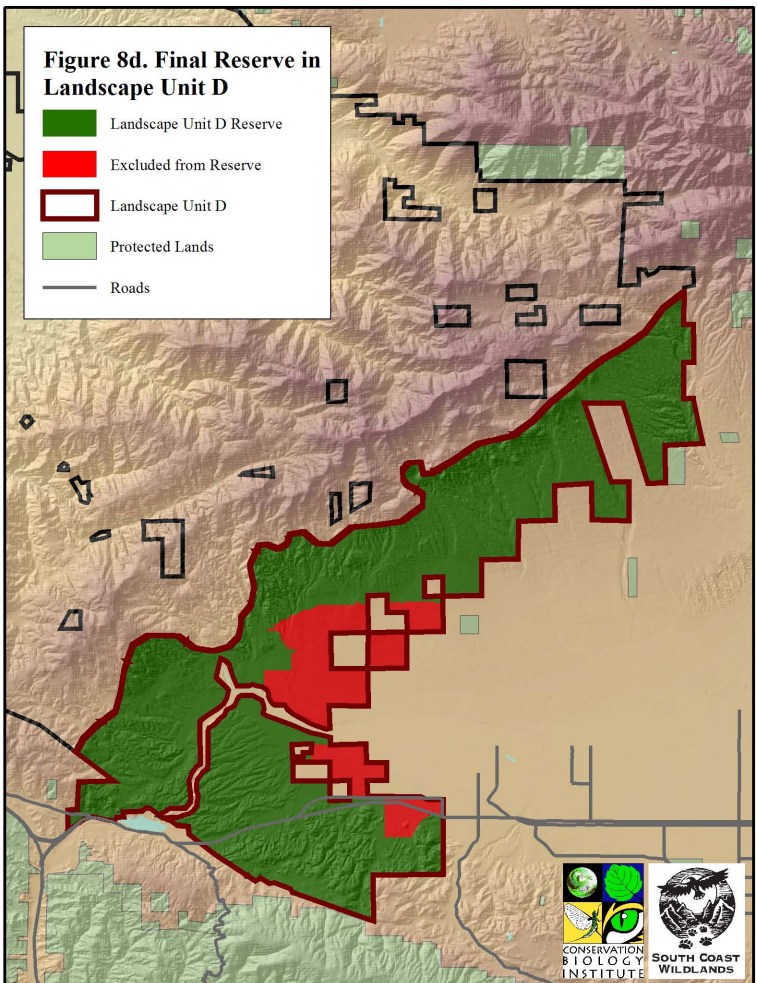 Figure 8d. Final Reserve in
Landscape Unit D
Landscape Unit D Reserve
Excluded from Reserve
Landscape Unit D
Protected Lands
Roads
CONSERVATION
BIOLOGY
INSTITUTE
SOUTH COAST
WILDLANDS